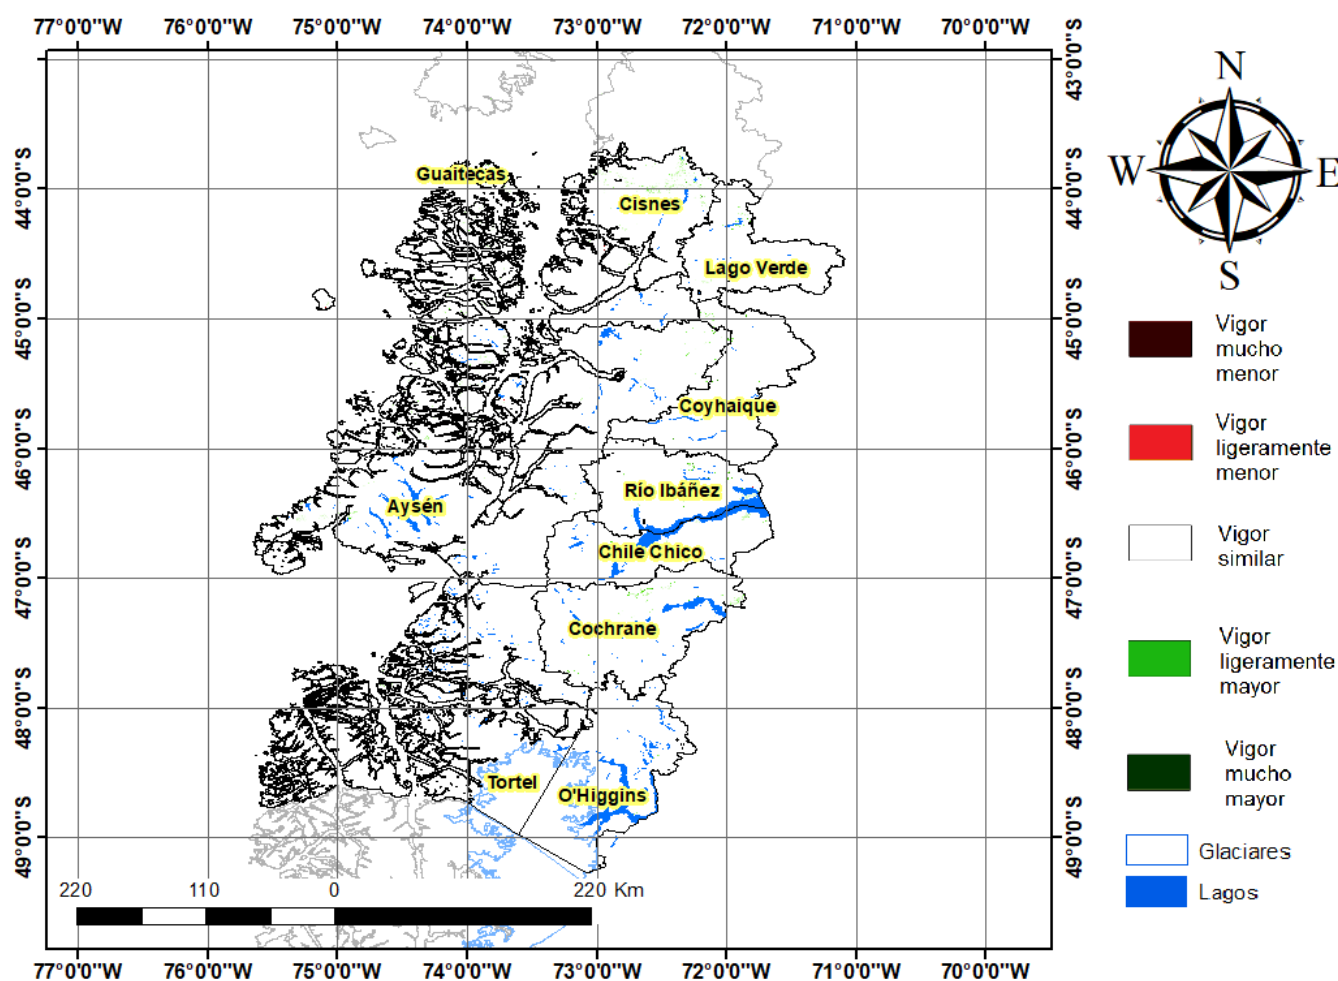 77°0'0"W 76°0'0"W 75°0'0"W 74°0'0"W 73°0'0"W 72°0'0"W 71°0'0"W 70°0'0"W
43°0'0"S
44°0'0"S 44°0'0"S
45°0'0"S 45°0'0"S
46°0'0"S 46°0'0"S
47°0'0"S 47°0'0"S
48°0'0"S 48°0'0"S
49°0'0"S 49°0'0"S
Guaitecas
Cisnes
Lago Verde
Coyhaique
Río Ibáñez
Aysén
Chile Chico
Cochrane
Tortel
O'Higgins
220 110 0 220 Km
77°0'0"W 76°0'0"W 75°0'0"W 74°0'0"W 73°0'0"W 72°0'0"W 71°0'0"W 70°0'0"W
N
W E
S
Vigor
mucho
menor
Vigor
ligeramente
menor
Vigor
similar
Vigor
ligeramente
mayor
Vigor
mucho
mayor
Glaciares
Lagos